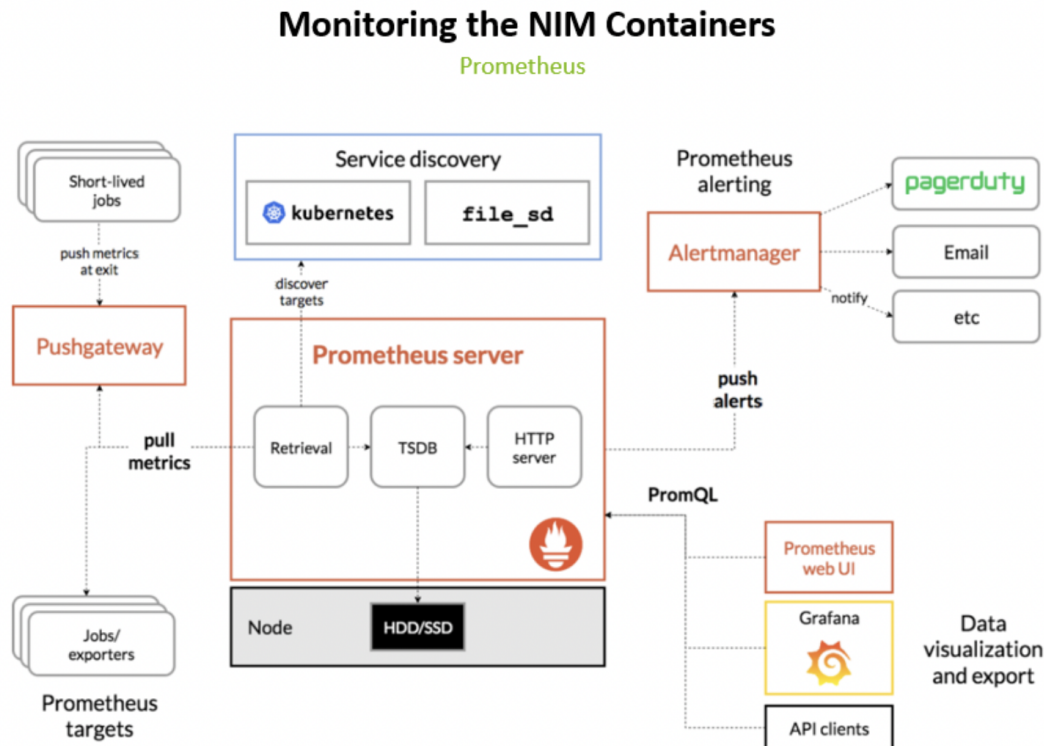 Monitoring the NIM Containers
Prometheus
Short-lived
jobs
push metrics
at exit
Pushgateway
pull
metrics
Jobs/
exporters
Prometheus
targets
Service discovery
kubernetes
file_sd
discover
targets
Prometheus server
Retrieval
TSDB
HTTP
server
Node
HDD/SSD
Prometheus
alerting
Alertmanager
pagerduty
Email
notify
etc
push
alerts
PromQL
Prometheus
web UI
Grafana
API clients
Data
visualization
and export